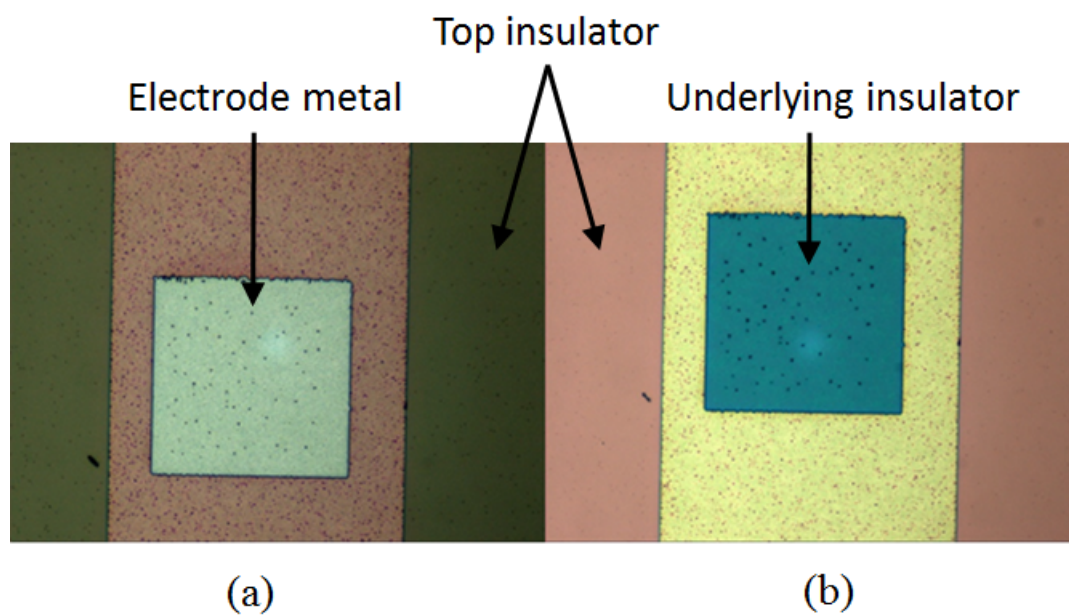 Top insulator
Electrode metal
Underlying insulator
(a)
(b)